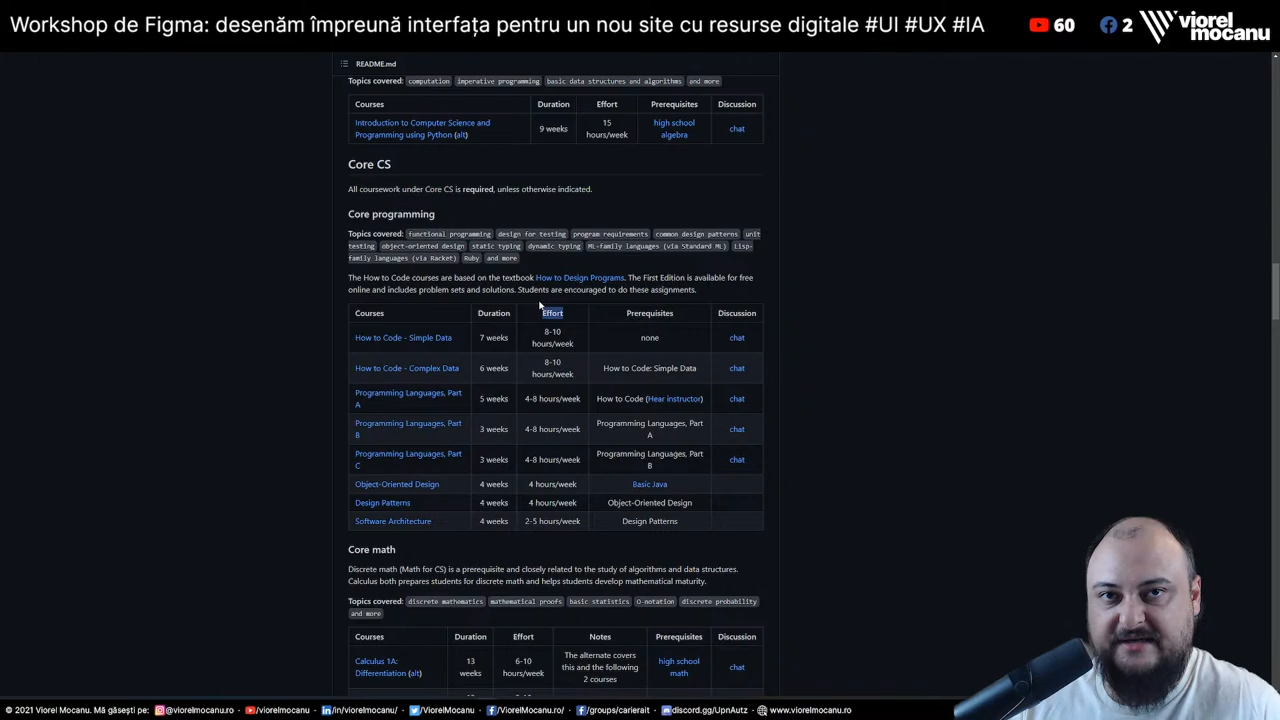 Workshop de Figma: desenăm împreună interfața pentru un nou site cu resurse digitale #UI #UX #IA
60
2
viorel
mocanu
README.md
Topics covered: computation imperative programming basic data structures and algorithms and more
Courses Duration Effort Prerequisites Discussion
Introduction to Computer Science and
Programming using Python (alt)
9 weeks
15
hours/week
high school
algebra
chat
Core CS
All coursework under Core CS is required, unless otherwise indicated.
Core programming
Topics covered: functional programming design for testing program requirements common design patterns unit
testing object-oriented design static typing dynamic typing ML-family languages (via Standard ML) Lisp-
family languages (via Racket) Ruby and more
The How to Code courses are based on the textbook How to Design Programs. The First Edition is available for free
online and includes problem sets and solutions. Students are encouraged to do these assignments.
Courses Duration Effort Prerequisites Discussion
How to Code - Simple Data
7 weeks
8-10
hours/week
none
chat
How to Code - Complex Data
6 weeks
8-10
hours/week
How to Code: Simple Data
chat
Programming Languages, Part
A
5 weeks
4-8 hours/week
How to Code (Hear instructor)
chat
Programming Languages, Part
B
3 weeks
4-8 hours/week
Programming Languages, Part
A
chat
Programming Languages, Part
C
3 weeks
4-8 hours/week
Programming Languages, Part
B
chat
Object-Oriented Design 4 weeks 4 hours/week Basic Java
Design Patterns 4 weeks 4 hours/week Object-Oriented Design
Software Architecture 4 weeks 2-5 hours/week Design Patterns
Core math
Discrete math (Math for CS) is a prerequisite and closely related to the study of algorithms and data structures.
Calculus both prepares students for discrete math and helps students develop mathematical maturity.
Topics covered: discrete mathematics mathematical proofs basic statistics O-notation discrete probability
and more
Courses Duration Effort Notes Prerequisites Discussion
Calculus 1A:
Differentiation (alt)
13
weeks
6-10
hours/week
The alternate covers
this and the following
2 courses
high school
math
chat
© 2021 Viorel Mocanu. Mă găsești pe: @viorelmocanu.ro /viorelmocanu /in/viorelmocanu/ /ViorelMocanu /ViorelMocanu.ro/ /groups/carierait /discord.gg/UpnAutz www.viorelmocanu.ro